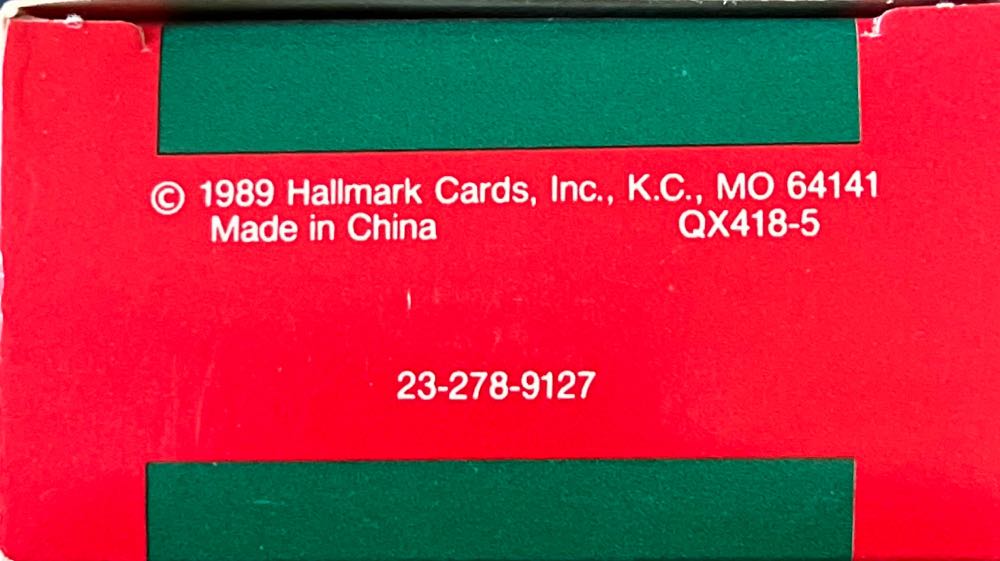 © 1989 Hallmark Cards, Inc., K.C., MO 64141
Made in China QX418-5
23-278-9127